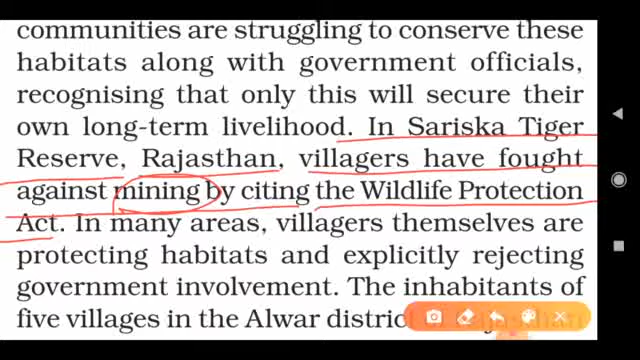 communities are struggling to conserve these
habitats along with government officials,
recognising that only this will secure their
own long-term livelihood. In Sariska Tiger
Reserve, Rajasthan, villagers have fought
against mining by citing the Wildlife Protection
Act. In many areas, villagers themselves are
protecting habitats and explicitly rejecting
government involvement. The inhabitants of
five villages in the Alwar district